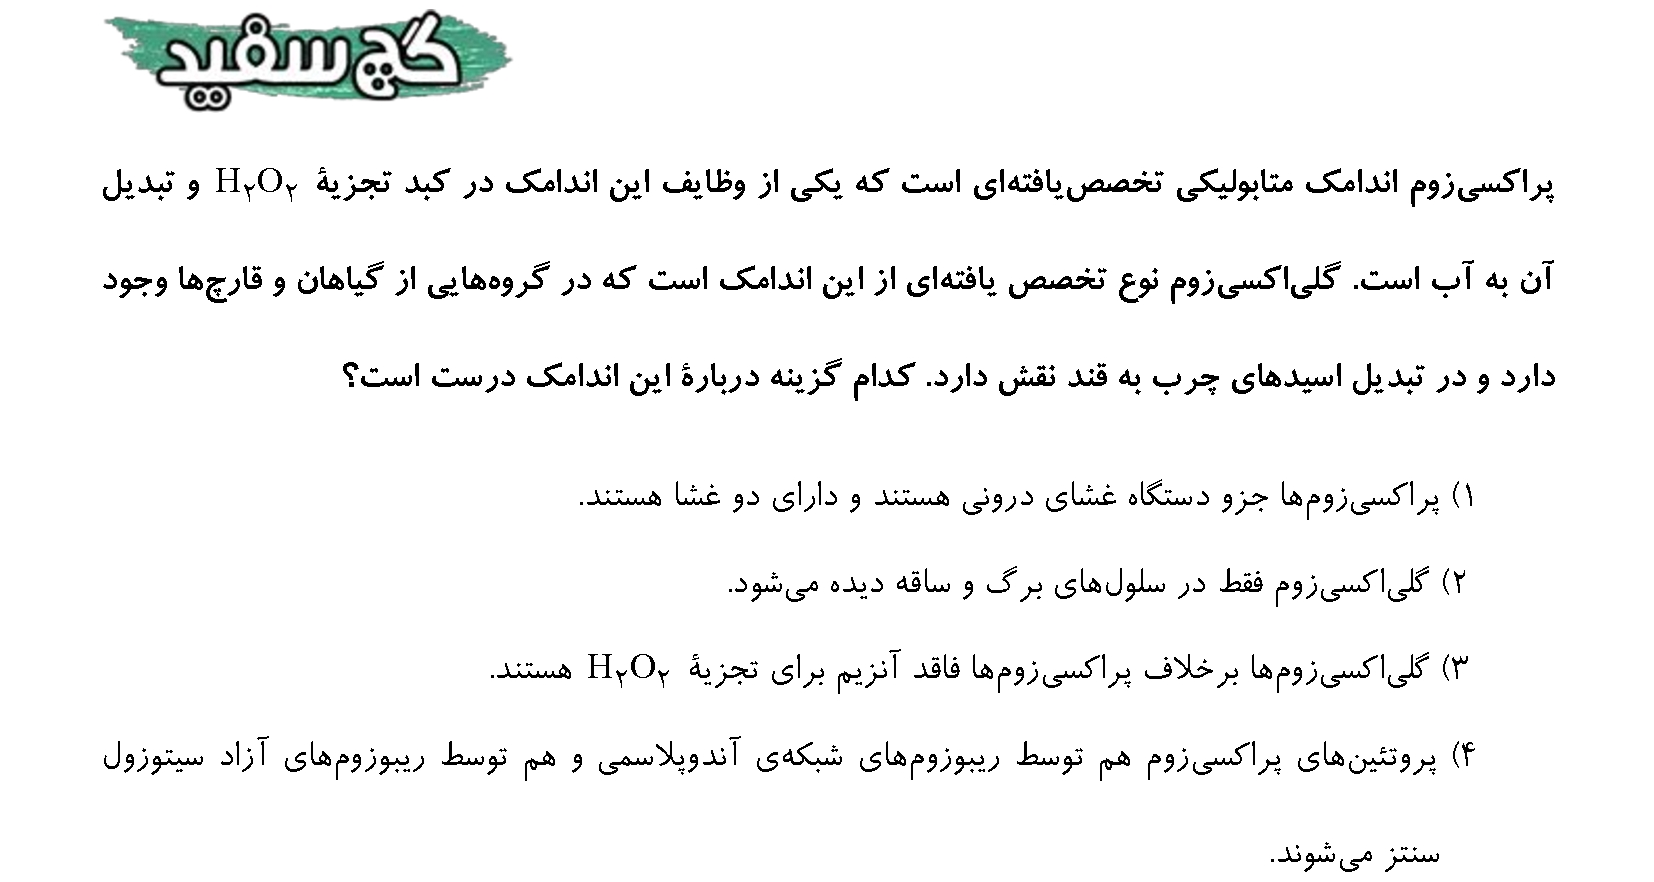 گچ سفید
پراکسی‌زوم اندامک متابولیکی تخصص‌یافته‌ای است که یکی از وظایف این اندامک در کبد تجزیهٔ H۲O۲ و تبدیل
آن به آب است. گلی‌اکسی‌زوم نوع تخصص یافته‌ای از این اندامک است که در گروه‌هایی از گیاهان و قارچ‌ها وجود
دارد و در تبدیل اسیدهای چرب به قند نقش دارد. کدام گزینه دربارهٔ این اندامک درست است؟
۱) پراکسی‌زوم‌ها جزو دستگاه غشای درونی هستند و دارای دو غشا هستند.
۲) گلی‌اکسی‌زوم فقط در سلول‌های برگ و ساقه دیده می‌شود.
۳) گلی‌اکسی‌زوم‌ها برخلاف پراکسی‌زوم‌ها فاقد آنزیم برای تجزیهٔ H۲O۲ هستند.
۴) پروتئین‌های پراکسی‌زوم هم توسط ریبوزوم‌های شبکه‌ی آندوپلاسمی و هم توسط ریبوزوم‌های آزاد سیتوزول
سنتز می‌شوند.